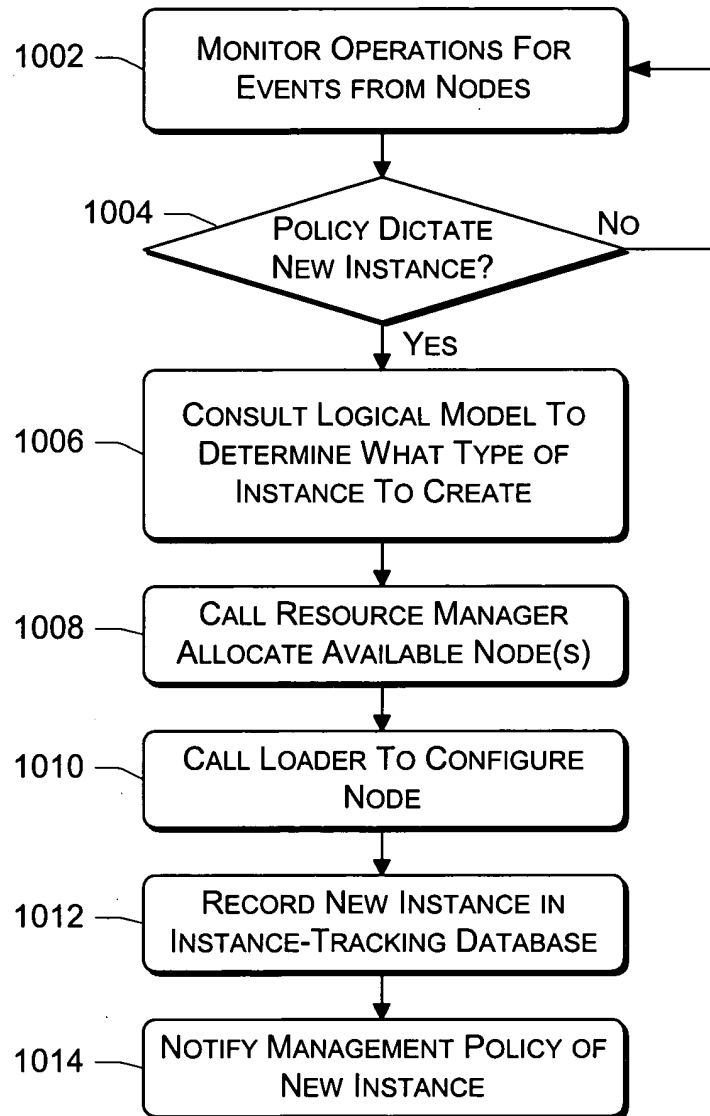 1002
MONITOR OPERATIONS FOR
EVENTS FROM NODES
1004
POLICY DICTATE
NEW INSTANCE?
NO
YES
1006
CONSULT LOGICAL MODEL TO
DETERMINE WHAT TYPE OF
INSTANCE TO CREATE
1008
CALL RESOURCE MANAGER
ALLOCATE AVAILABLE NODE(S)
1010
CALL LOADER TO CONFIGURE
NODE
1012
RECORD NEW INSTANCE IN
INSTANCE-TRACKING DATABASE
1014
NOTIFY MANAGEMENT POLICY OF
NEW INSTANCE